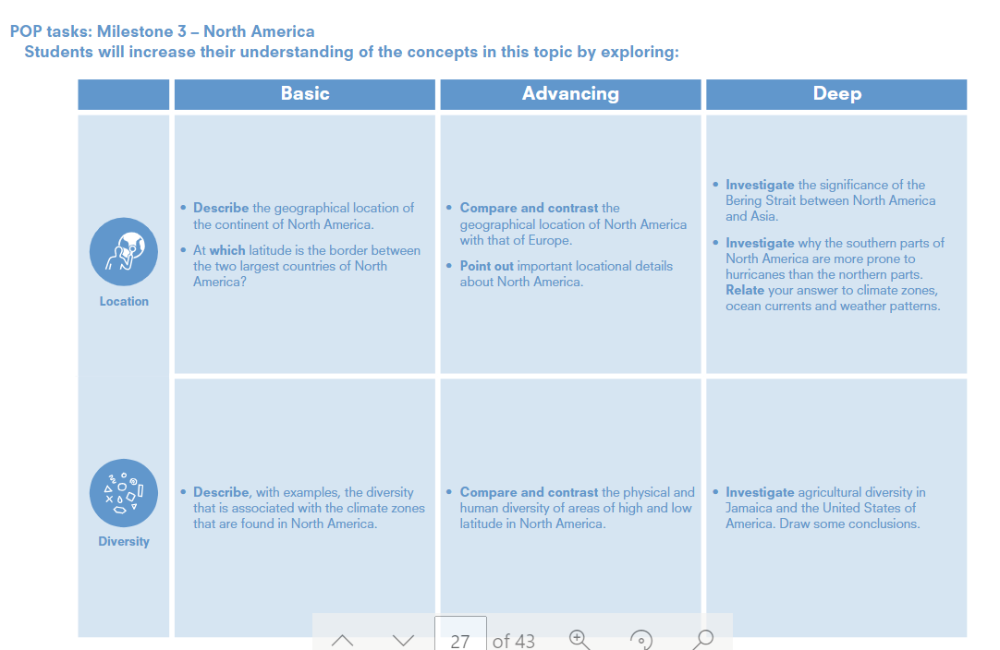 POP tasks: Milestone 3 – North America
Students will increase their understanding of the concepts in this topic by exploring:
Basic
Advancing
Deep
Location
• Describe the geographical location of
the continent of North America.
• At which latitude is the border between
the two largest countries of North
America?
• Compare and contrast the
geographical location of North America
with that of Europe.
• Point out important locational details
about North America.
• Investigate the significance of the
Bering Strait between North America
and Asia.
• Investigate why the southern parts of
North America are more prone to
hurricanes than the northern parts.
Relate your answer to climate zones,
ocean currents and weather patterns.
Diversity
• Describe, with examples, the diversity
that is associated with the climate zones
that are found in North America.
• Compare and contrast the physical and
human diversity of areas of high and low
latitude in North America.
• Investigate agricultural diversity in
Jamaica and the United States of
America. Draw some conclusions.
27 of 43